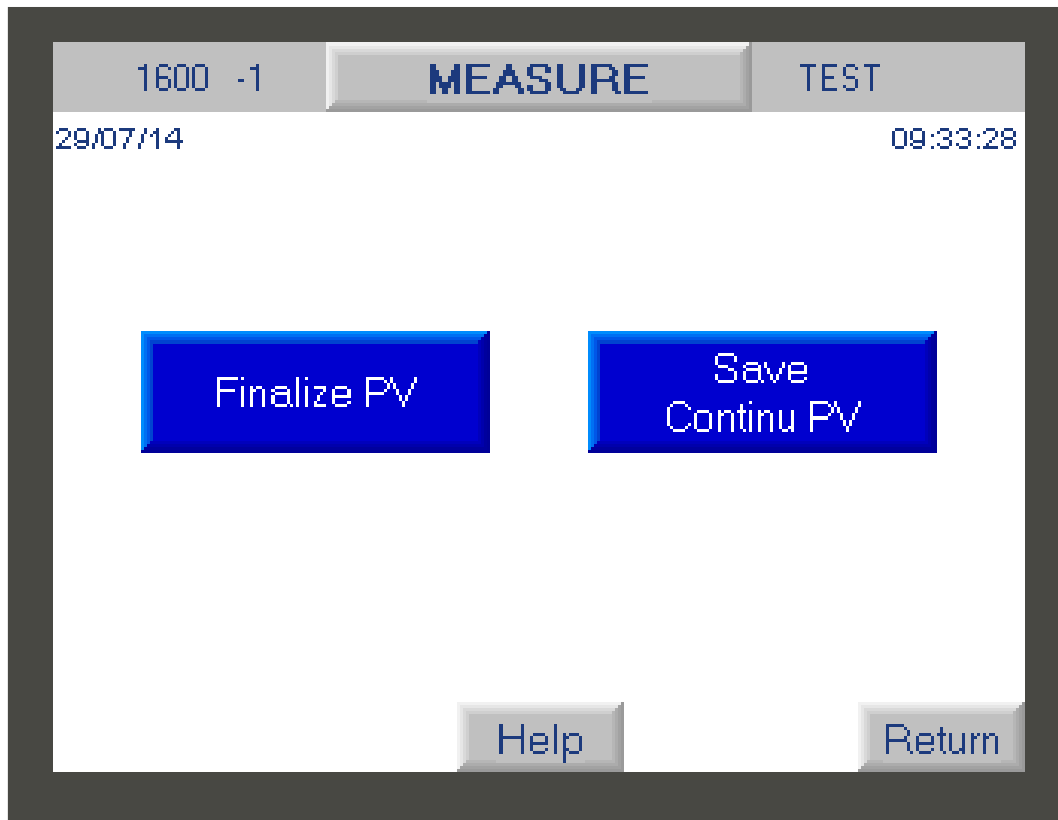 1600 -1 MEASURE TEST
29/07/14 09:33:28
Finalize PV
Save
Continu PV
Help Return